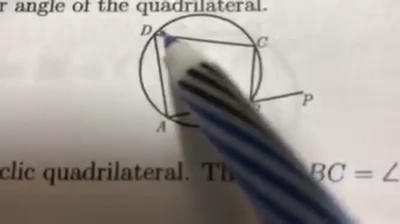 r angle of the quadrilateral.
D
C
P
A
clic quadrilateral. Th BC = ∠